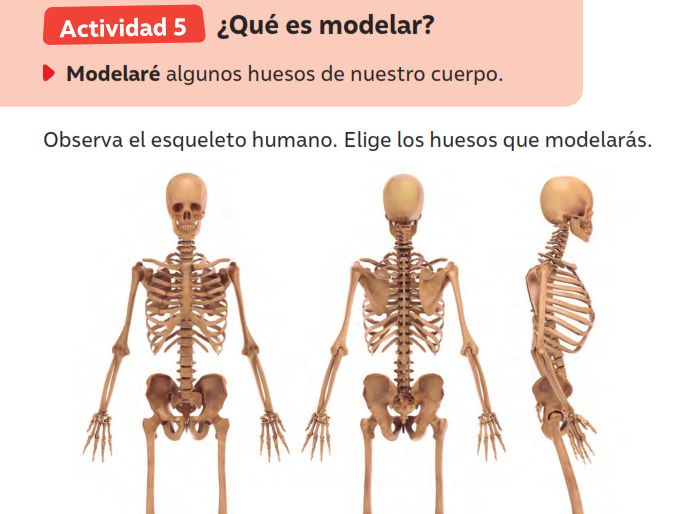 Actividad 5 ¿Qué es modelar?
Modelaré algunos huesos de nuestro cuerpo.
Observa el esqueleto humano. Elige los huesos que modelarás.